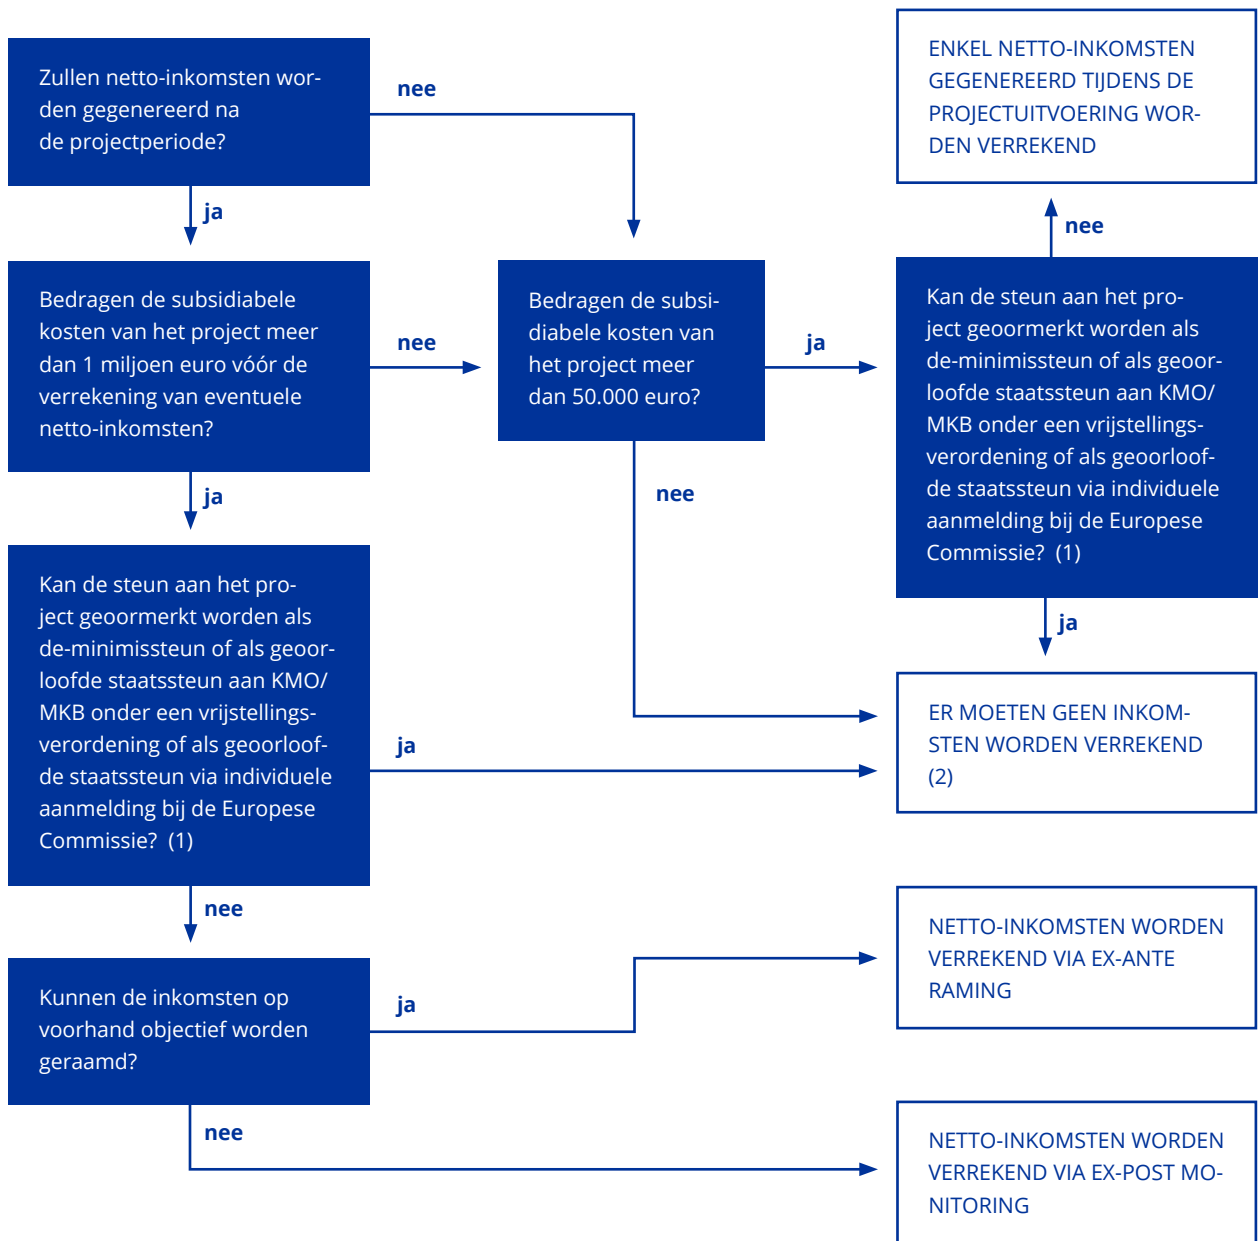 Zullen netto-inkomsten wor-
den gegenereerd na
de projectperiode?
nee
ja
ENKEL NETTO-INKOMSTEN
GEGENEREERD TIJDENS DE
PROJECTUITVOERING WOR-
DEN VERREKEND
nee
Bedragen de subsidiabele
kosten van het project meer
dan 1 miljoen euro vóór de
verrekening van eventuele
netto-inkomsten?
nee
ja
Bedragen de subsi-
diabele kosten van
het project meer
dan 50.000 euro?
ja
nee
Kan de steun aan het pro-
ject geoormerkt worden als
de-minimissteun of als geoor-
loofde staatssteun aan KMO/
MKB onder een vrijstellings-
verordening of als geoorloof-
de staatssteun via individuele
aanmelding bij de Europese
Commissie? (1)
ja
Kan de steun aan het pro-
ject geoormerkt worden als
de-minimissteun of als geoor-
loofde staatssteun aan KMO/
MKB onder een vrijstellings-
verordening of als geoorloof-
de staatssteun via individuele
aanmelding bij de Europese
Commissie? (1)
ja
nee
ER MOETEN GEEN INKOM-
STEN WORDEN VERREKEND
(2)
Kunnen de inkomsten op
voorhand objectief worden
geraamd?
ja
nee
NETTO-INKOMSTEN WORDEN
VERREKEND VIA EX-ANTE
RAMING
NETTO-INKOMSTEN WORDEN
VERREKEND VIA EX-POST MO-
NITORING